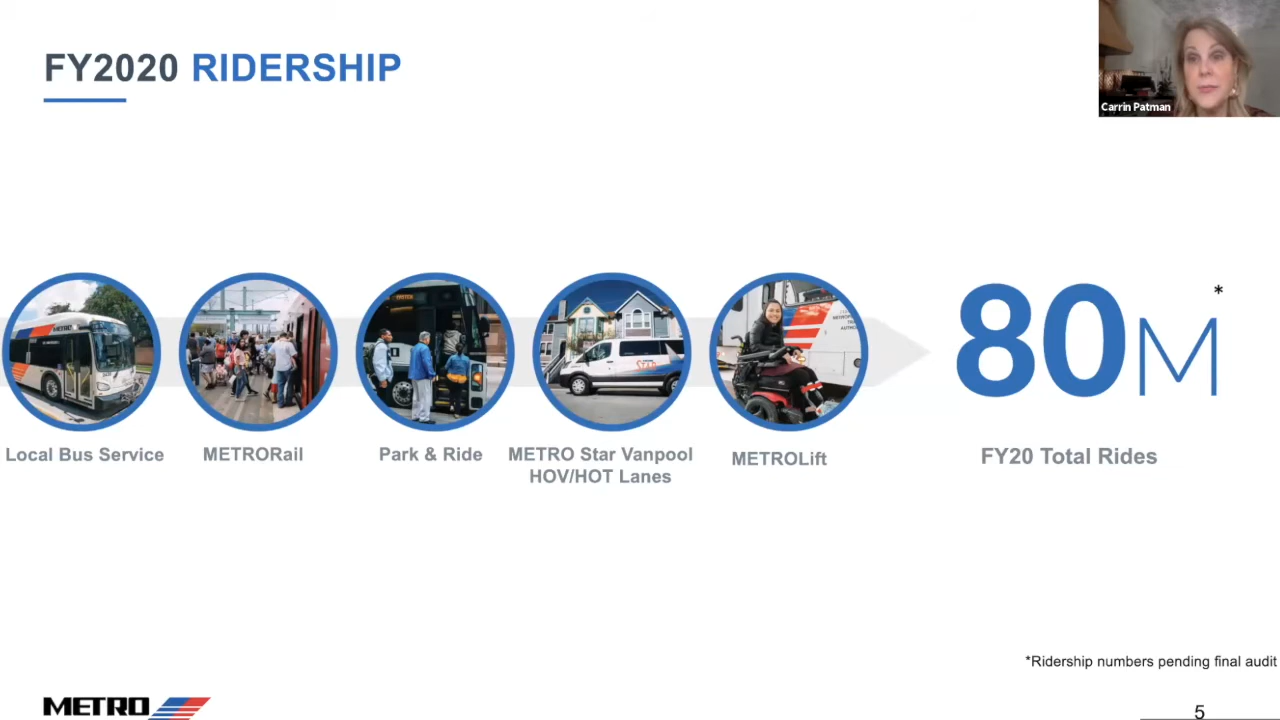 FY2020 RIDERSHIP
Carrin Patman
80M*
Local Bus Service
METRORail
Park & Ride
METRO Star Vanpool
HOV/HOT Lanes
METROLift
FY20 Total Rides
*Ridership numbers pending final audit
METRO
5